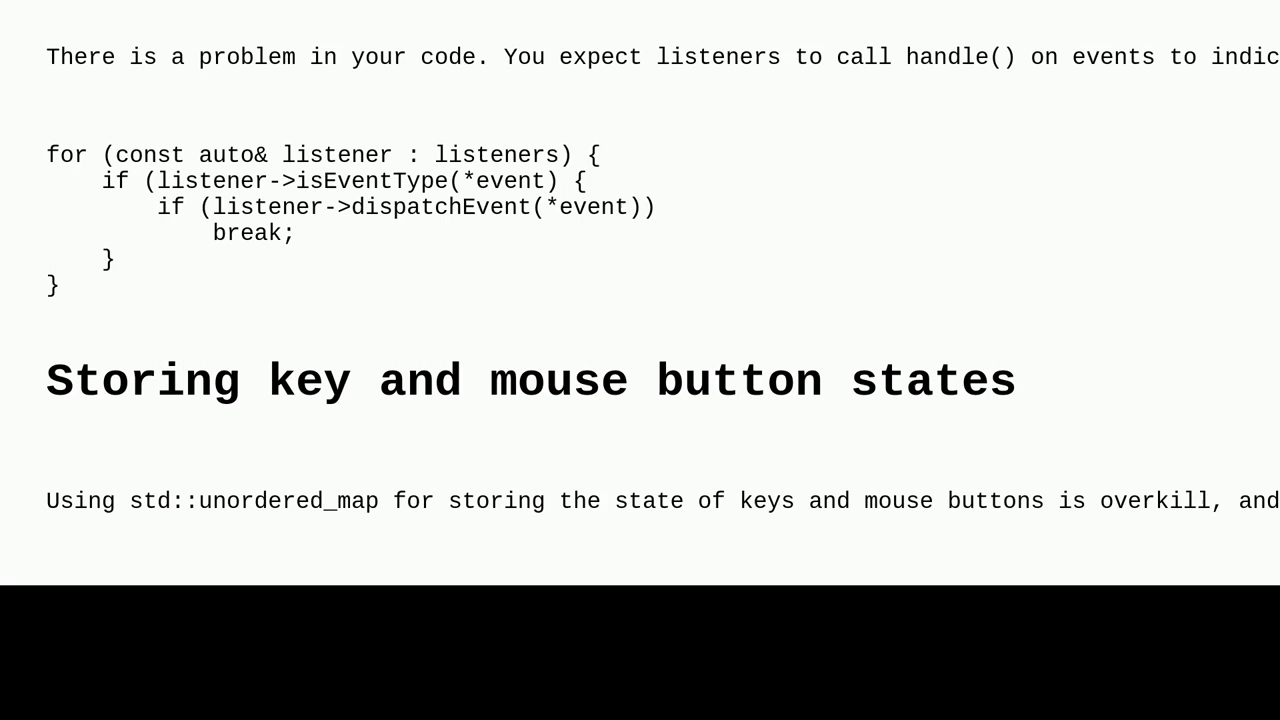 There is a problem in your code. You expect listeners to call handle() on events to indic
for (const auto& listener : listeners) {
    if (listener->isEventType(*event) {
        if (listener->dispatchEvent(*event))
            break;
    }
}
Storing key and mouse button states
Using std::unordered_map for storing the state of keys and mouse buttons is overkill, and